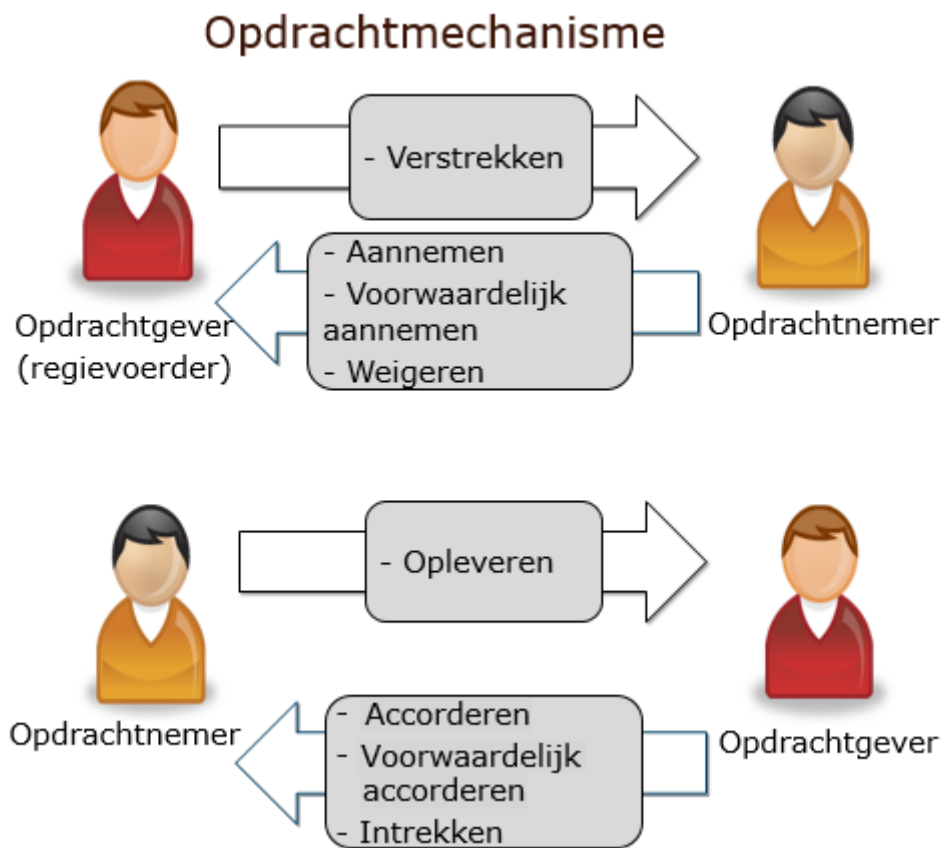 Opdrachtmechanisme
- Verstrekken
- Aannemen
- Voorwaardelijk
aannemen
- Weigeren
Opdrachtgever
(regievoerder)
Opdrachtnemer
- Opleveren
- Accorderen
- Voorwaardelijk
accorderen
- Intrekken
Opdrachtnemer
Opdrachtgever